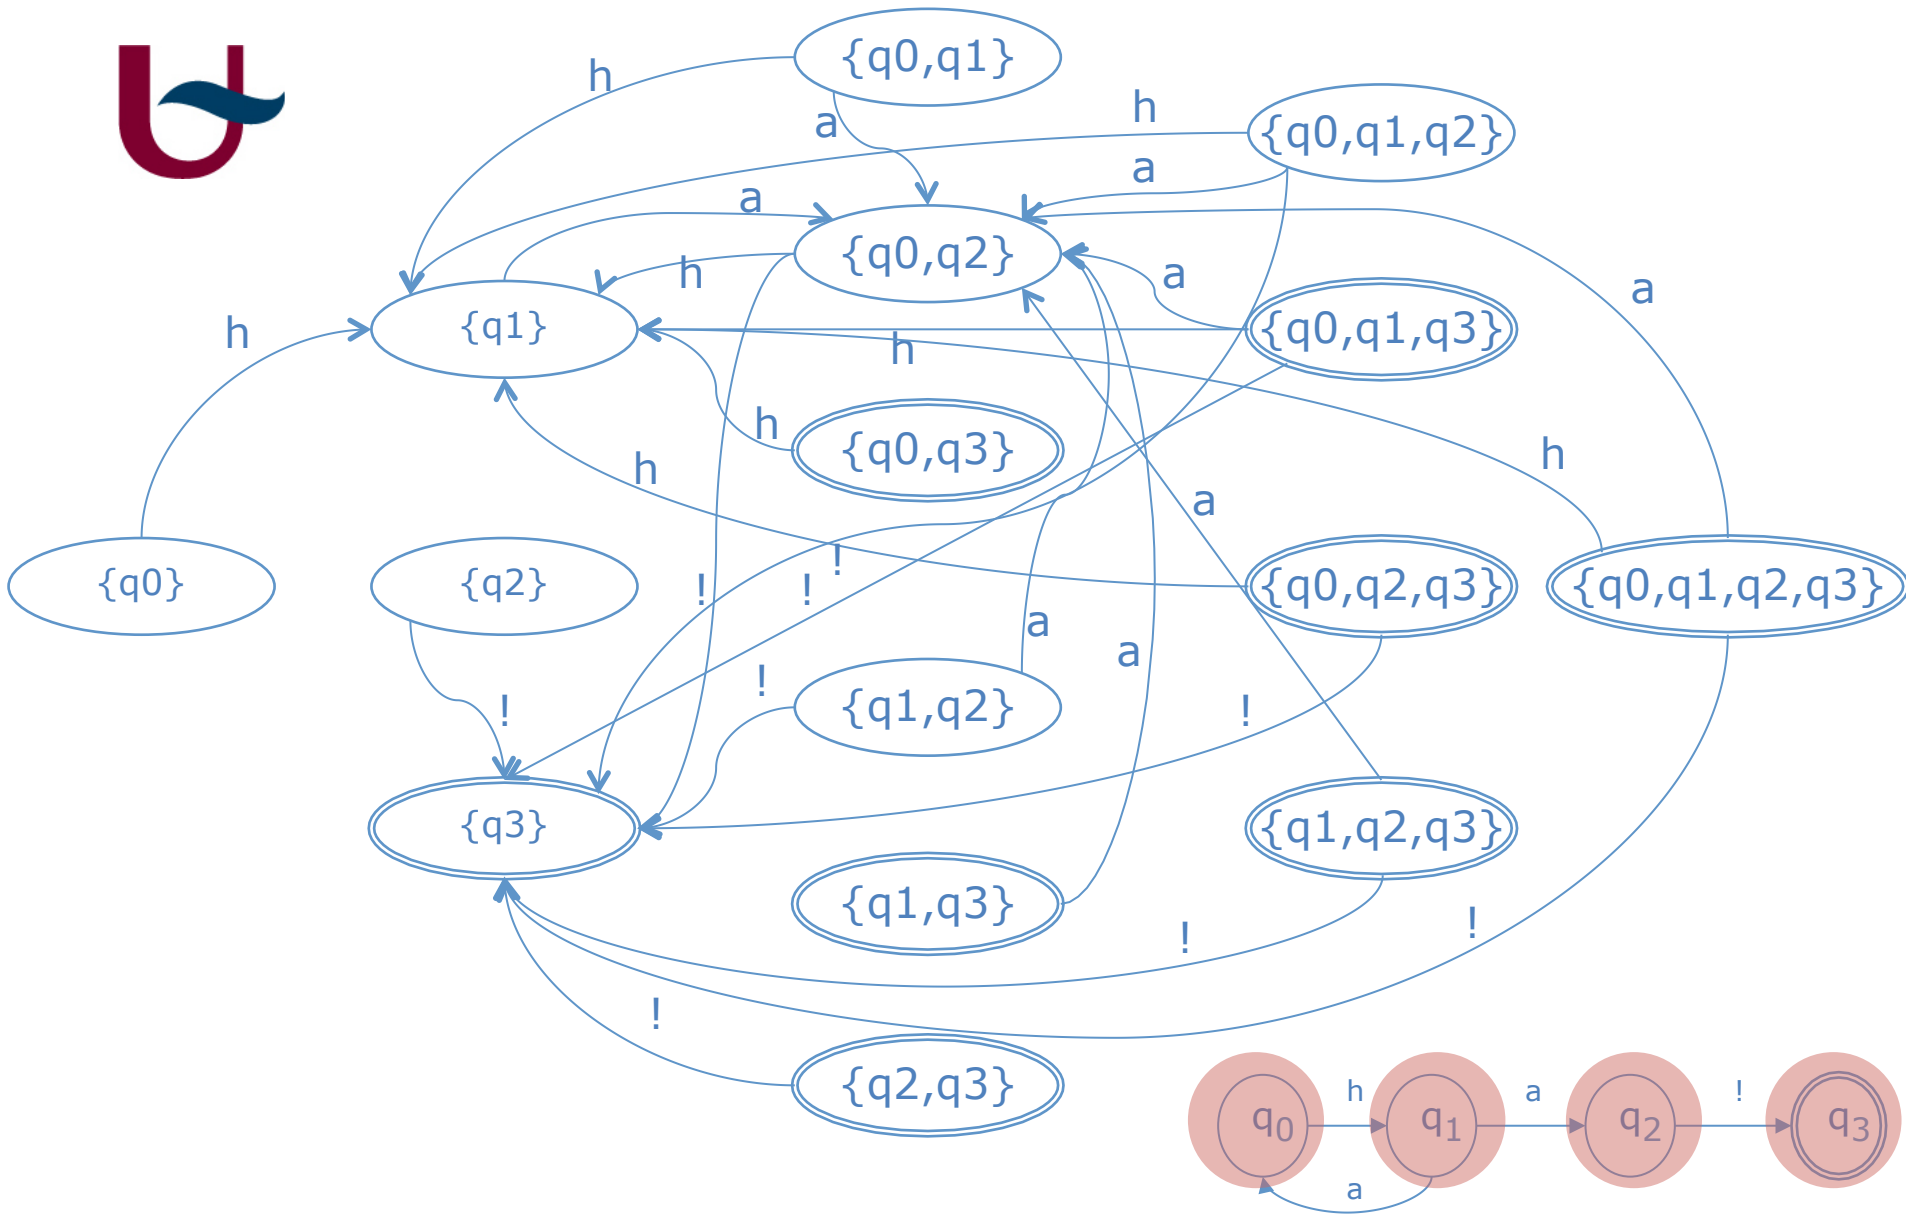 {q0,q1}
h
{q0,q1,q2}
h
a
a
a
{q0,q2}
h
a
a
{q1}
{q0,q1,q3}
h
h
h
{q0,q3}
h
h
a
{q0}
{q2}
!
!
!
{q0,q2,q3}
{q0,q1,q2,q3}
a
a
!
{q1,q2}
!
!
{q3}
{q1,q2,q3}
{q1,q3}
!
!
!
{q2,q3}
h
a
!
q0
q1
q2
q3
a